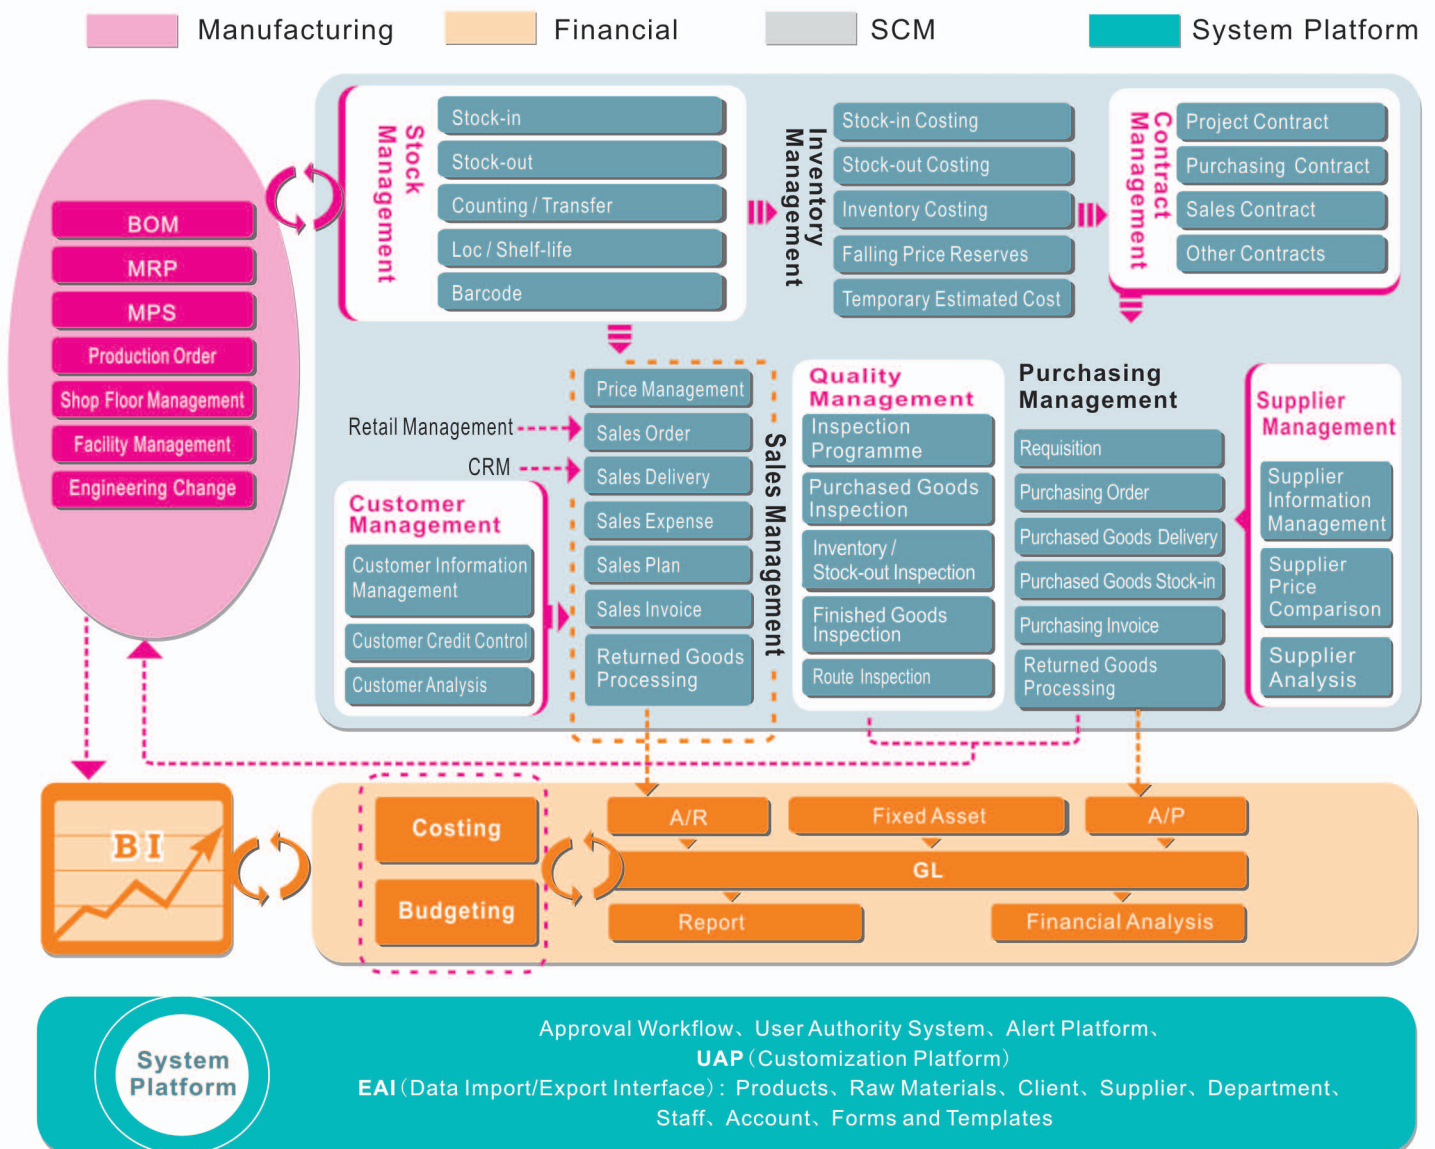 Manufacturing
Financial
SCM
System Platform
BOM
MRP
MPS
Production Order
Shop Floor Management
Facility Management
Engineering Change
Stock
Management
Stock-in
Stock-out
Counting / Transfer
Loc / Shelf-life
Barcode
Inventory
Management
Stock-in Costing
Stock-out Costing
Inventory Costing
Falling Price Reserves
Temporary Estimated Cost
Contract
Management
Project Contract
Purchasing Contract
Sales Contract
Other Contracts
Retail Management
CRM
Customer
Management
Customer Information
Management
Customer Credit Control
Customer Analysis
Price Management
Sales Order
Sales Delivery
Sales Expense
Sales Plan
Sales Invoice
Returned Goods
Processing
Sales Management
Quality
Management
Inspection
Programme
Purchased Goods
Inspection
Inventory /
Stock-out Inspection
Finished Goods
Inspection
Route Inspection
Purchasing
Management
Requisition
Purchasing Order
Purchased Goods Delivery
Purchased Goods Stock-in
Purchasing Invoice
Returned Goods
Processing
Supplier
Management
Supplier
Information
Management
Supplier
Price
Comparison
Supplier
Analysis
BI
Costing
Budgeting
A/R
Fixed Asset
A/P
GL
Report
Financial Analysis
System
Platform
Approval Workflow、User Authority System、Alert Platform、
UAP（Customization Platform）
EAI（Data Import/Export Interface）: Products、Raw Materials、Client、Supplier、Department、
Staff、Account、Forms and Templates